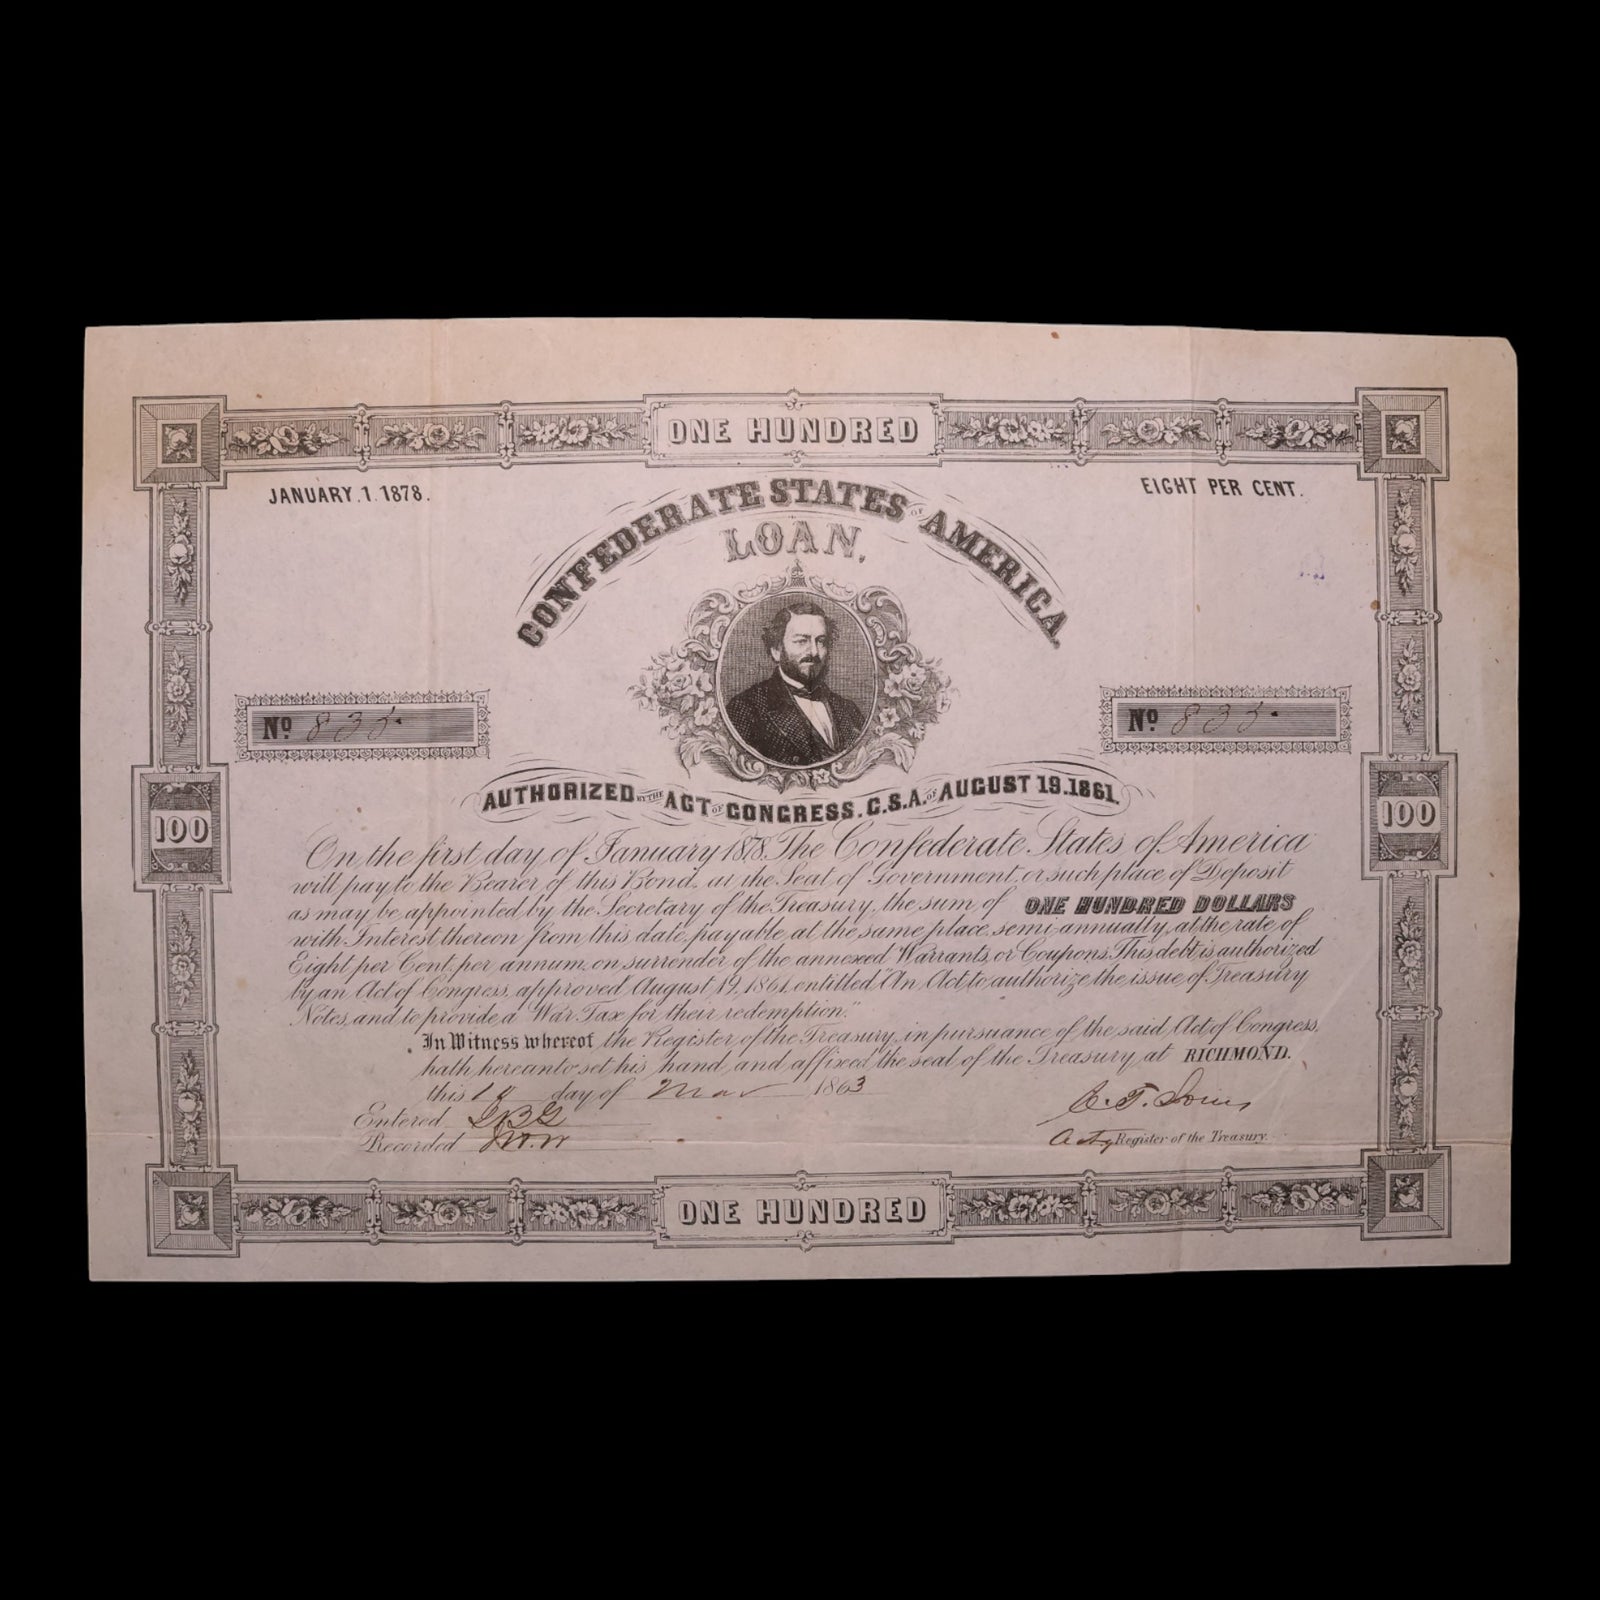 ONE HUNDRED
JANUARY.1.1878.
EIGHT PER CENT.
CONFEDERATE STATES OF AMERICA
LOAN,
No 835.
No 835.
AUTHORIZED BY THE ACT OF CONGRESS. C.S.A. OF AUGUST 19.1861.
100
100
On the first day of January 1878. The Confederate States of America
will pay to the Bearer of this Bond, at the Seat of Government, or such place of Deposit
as may be appointed by the Secretary of the Treasury, the sum of ONE HUNDRED DOLLARS
with Interest thereon from this date, payable at the same place, semi-annually, at the rate of
Eight per Cent. per annum, on surrender of the annexed Warrants, or Coupons. This debt is authorized
by an Act of Congress, approved August 19, 1861, entitled "An Act to authorize the issue of Treasury
Notes, and to provide a War Tax for their redemption."
In Witness whereof the Register of the Treasury, in pursuance of the said Act of Congress,
hath hereunto set his hand and affixed the seal of the Treasury, at RICHMOND.
this day of Mar 1863
Entered
Recorded
Register of the Treasury.
ONE HUNDRED